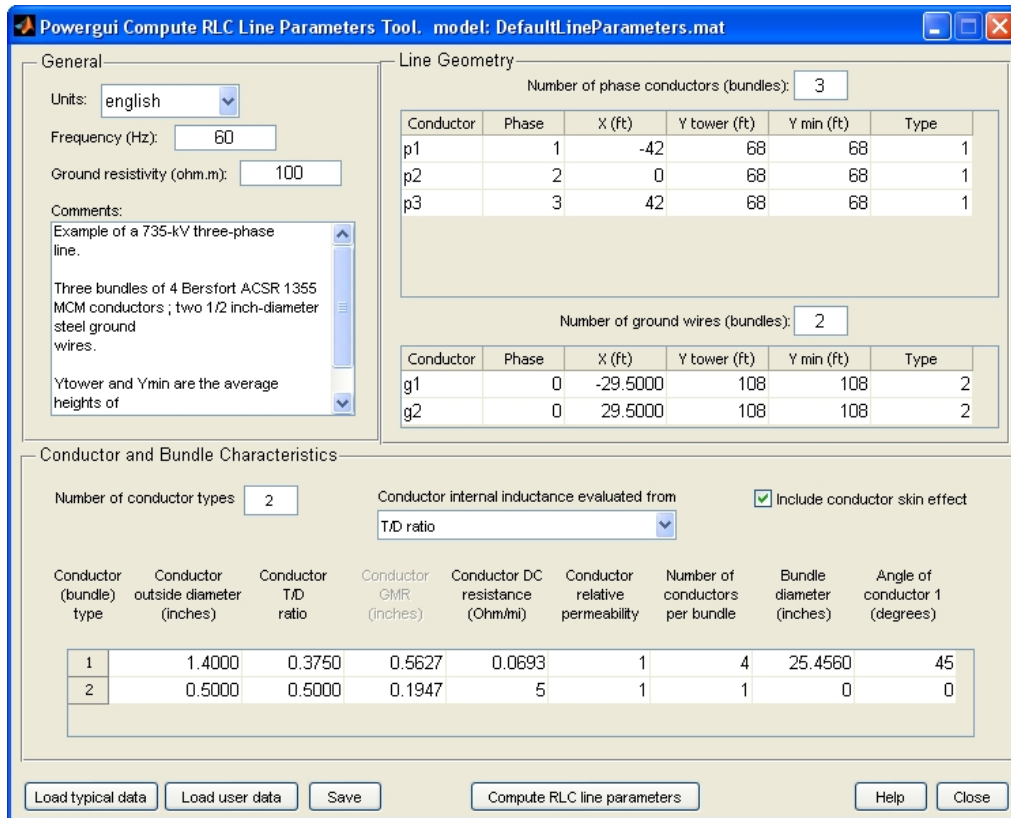 Powergui Compute RLC Line Parameters Tool. model: DefaultLineParameters.mat
General
Units: english
Frequency (Hz): 60
Ground resistivity (ohm.m): 100
Comments:
Example of a 735-kV three-phase
line.
Three bundles of 4 Bersfort ACSR 1355
MCM conductors ; two 1/2 inch-diameter
steel ground
wires.
Ytower and Ymin are the average
heights of
Line Geometry
Number of phase conductors (bundles): 3
Conductor Phase X (ft) Y tower (ft) Y min (ft) Type
p1 1 -42 68 68 1
p2 2 0 68 68 1
p3 3 42 68 68 1
Number of ground wires (bundles): 2
Conductor Phase X (ft) Y tower (ft) Y min (ft) Type
g1 0 -29.5000 108 108 2
g2 0 29.5000 108 108 2
Conductor and Bundle Characteristics
Number of conductor types 2
Conductor internal inductance evaluated from
T/D ratio
Include conductor skin effect
Conductor Conductor Conductor Conductor Conductor DC Conductor Number of Bundle Angle of
(bundle) outside diameter T/D GMR resistance relative conductors diameter conductor 1
type (inches) ratio (inches) (Ohm/mi) permeability per bundle (inches) (degrees)
1 1.4000 0.3750 0.5627 0.0693 1 4 25.4560 45
2 0.5000 0.5000 0.1947 5 1 1 0 0
Load typical data Load user data Save Compute RLC line parameters Help Close